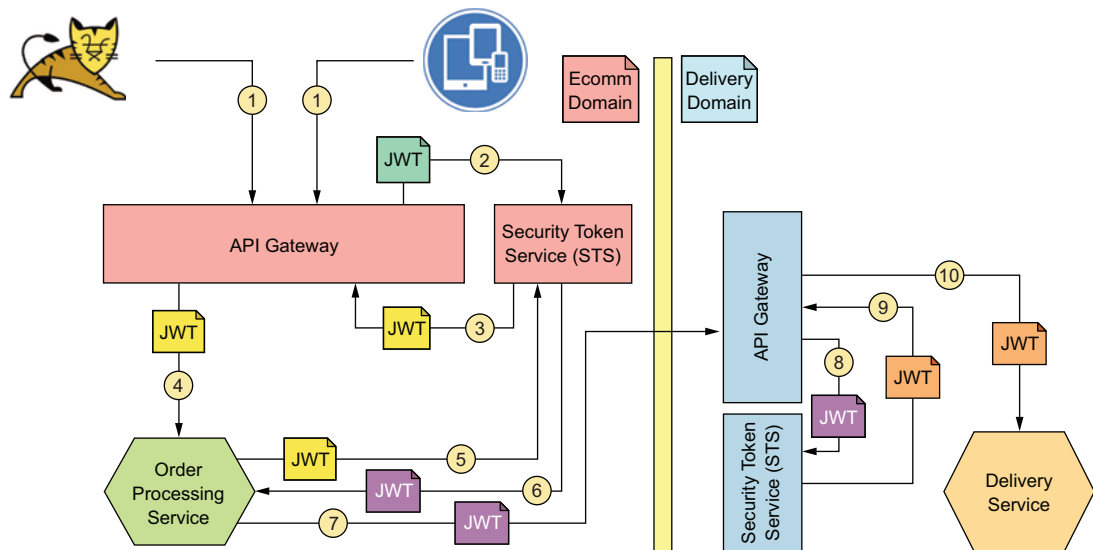 Ecomm
Domain
Delivery
Domain
1
1
JWT
2
API Gateway
Security Token
Service (STS)
API Gateway
10
9
JWT
JWT
3
8
JWT
JWT
JWT
4
JWT
Order
Processing
Service
JWT
5
JWT
6
7
JWT
Security Token
Service (STS)
Delivery
Service